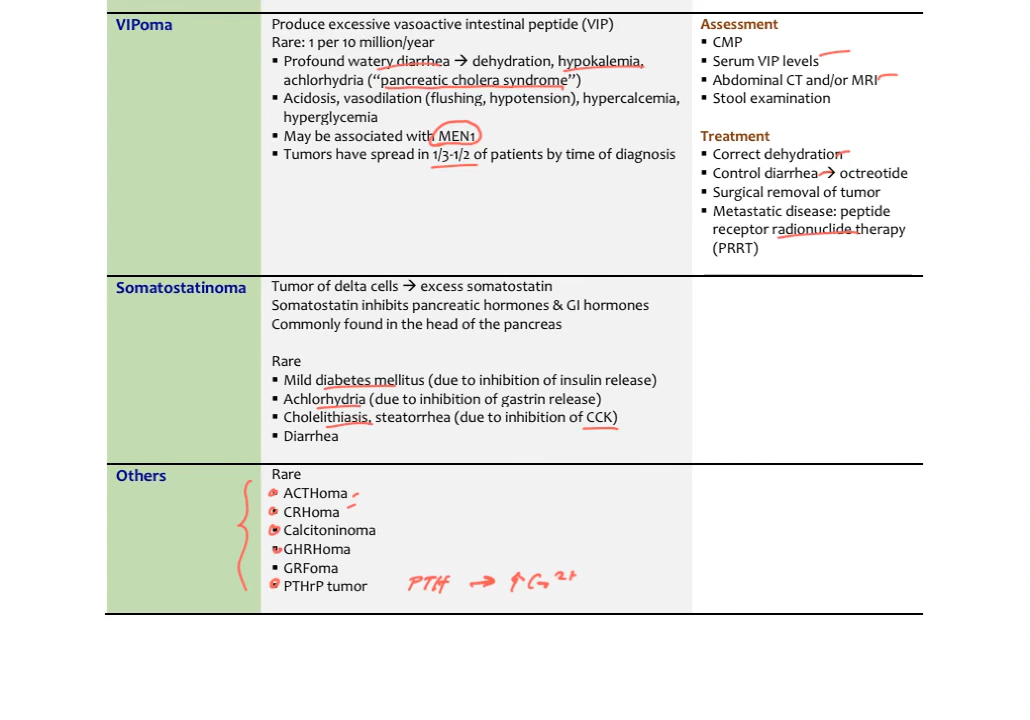 VIPoma
Produce excessive vasoactive intestinal peptide (VIP)
Rare: 1 per 10 million/year
▪ Profound watery diarrhea → dehydration, hypokalemia,
achlorhydria (“pancreatic cholera syndrome”)
▪ Acidosis, vasodilation (flushing, hypotension), hypercalcemia,
hyperglycemia
▪ May be associated with MEN1
▪ Tumors have spread in 1/3-1/2 of patients by time of diagnosis
Assessment
▪ CMP
▪ Serum VIP levels
▪ Abdominal CT and/or MRI
▪ Stool examination
Treatment
▪ Correct dehydration
▪ Control diarrhea → octreotide
▪ Surgical removal of tumor
▪ Metastatic disease: peptide
receptor radionuclide therapy
(PRRT)
Somatostatinoma
Tumor of delta cells → excess somatostatin
Somatostatin inhibits pancreatic hormones & GI hormones
Commonly found in the head of the pancreas
Rare
▪ Mild diabetes mellitus (due to inhibition of insulin release)
▪ Achlorhydria (due to inhibition of gastrin release)
▪ Cholelithiasis, steatorrhea (due to inhibition of CCK)
▪ Diarrhea
Others
Rare
▪ ACTHoma
▪ CRHoma
▪ Calcitoninoma
▪ GHRHoma
▪ GRFoma
▪ PTHrP tumor PTH → ↑ Ca²⁺